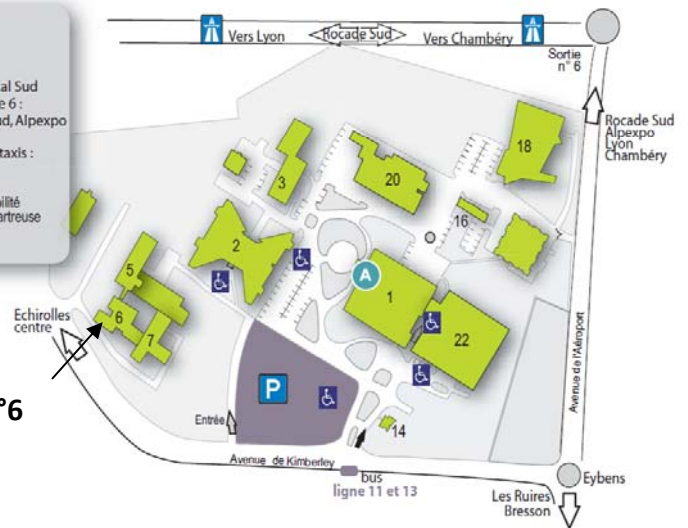 Vers Lyon
Rocade Sud
Vers Chambéry
Sortie
n° 6
al Sud
e 6 :
d, Alpexpo
taxis :
ilité
artreuse
Rocade Sud
Alpexpo
Lyon
Chambéry
18
3
20
16
2
A
1
5
6
7
22
Echirolles
centre
°6
P
Entrée
14
Avenue de l'Aéroport
Avenue de Kimberley
bus
ligne 11 et 13
Eybens
Les Ruires
Bresson